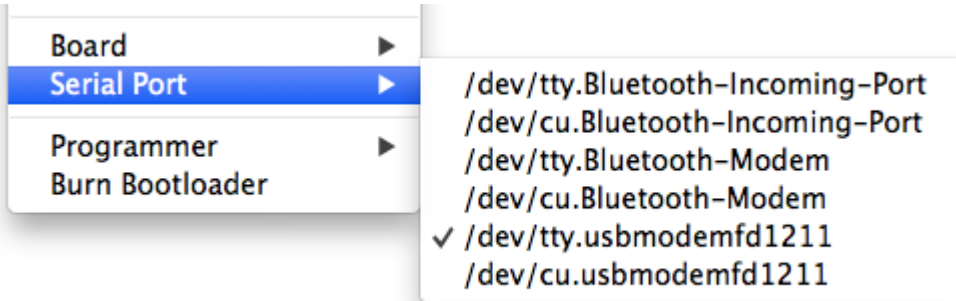 Board
Serial Port
Programmer
Burn Bootloader
/dev/tty.Bluetooth-Incoming-Port
/dev/cu.Bluetooth-Incoming-Port
/dev/tty.Bluetooth-Modem
/dev/cu.Bluetooth-Modem
/dev/tty.usbmodemfd1211
/dev/cu.usbmodemfd1211